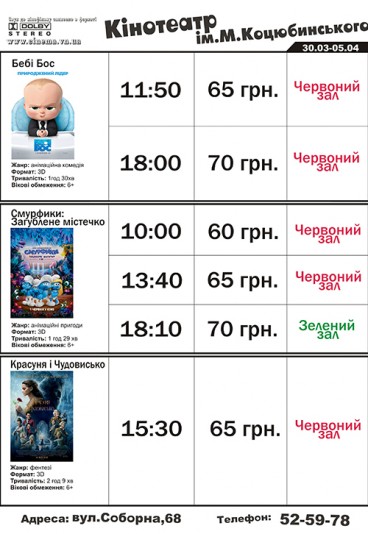 DOLBY
STEREO
www.cinema.vn.ua
Кінотеатр
ім.М.Коцюбинського
30.03-05.04
Бебі Бос
Жанр: анімаційна комедія
Формат: 3D
Тривалість: 1год 30хв
Вікові обмеження: 6+
11:50 65 грн. Червоний зал
18:00 70 грн. Червоний зал
Смурфики:
Загублене містечко
Жанр: анімаційні пригоди
Формат: 3D
Тривалість: 1 год 29 хв
Вікові обмеження: 6+
10:00 60 грн. Червоний зал
13:40 65 грн. Червоний зал
18:10 70 грн. Зелений зал
Красуня і Чудовисько
Жанр: фентезі
Формат: 3D
Тривалість: 2 год 9 хв
Вікові обмеження: 6+
15:30 65 грн. Червоний зал
Адреса: вул.Соборна,68 Телефон: 52-59-78